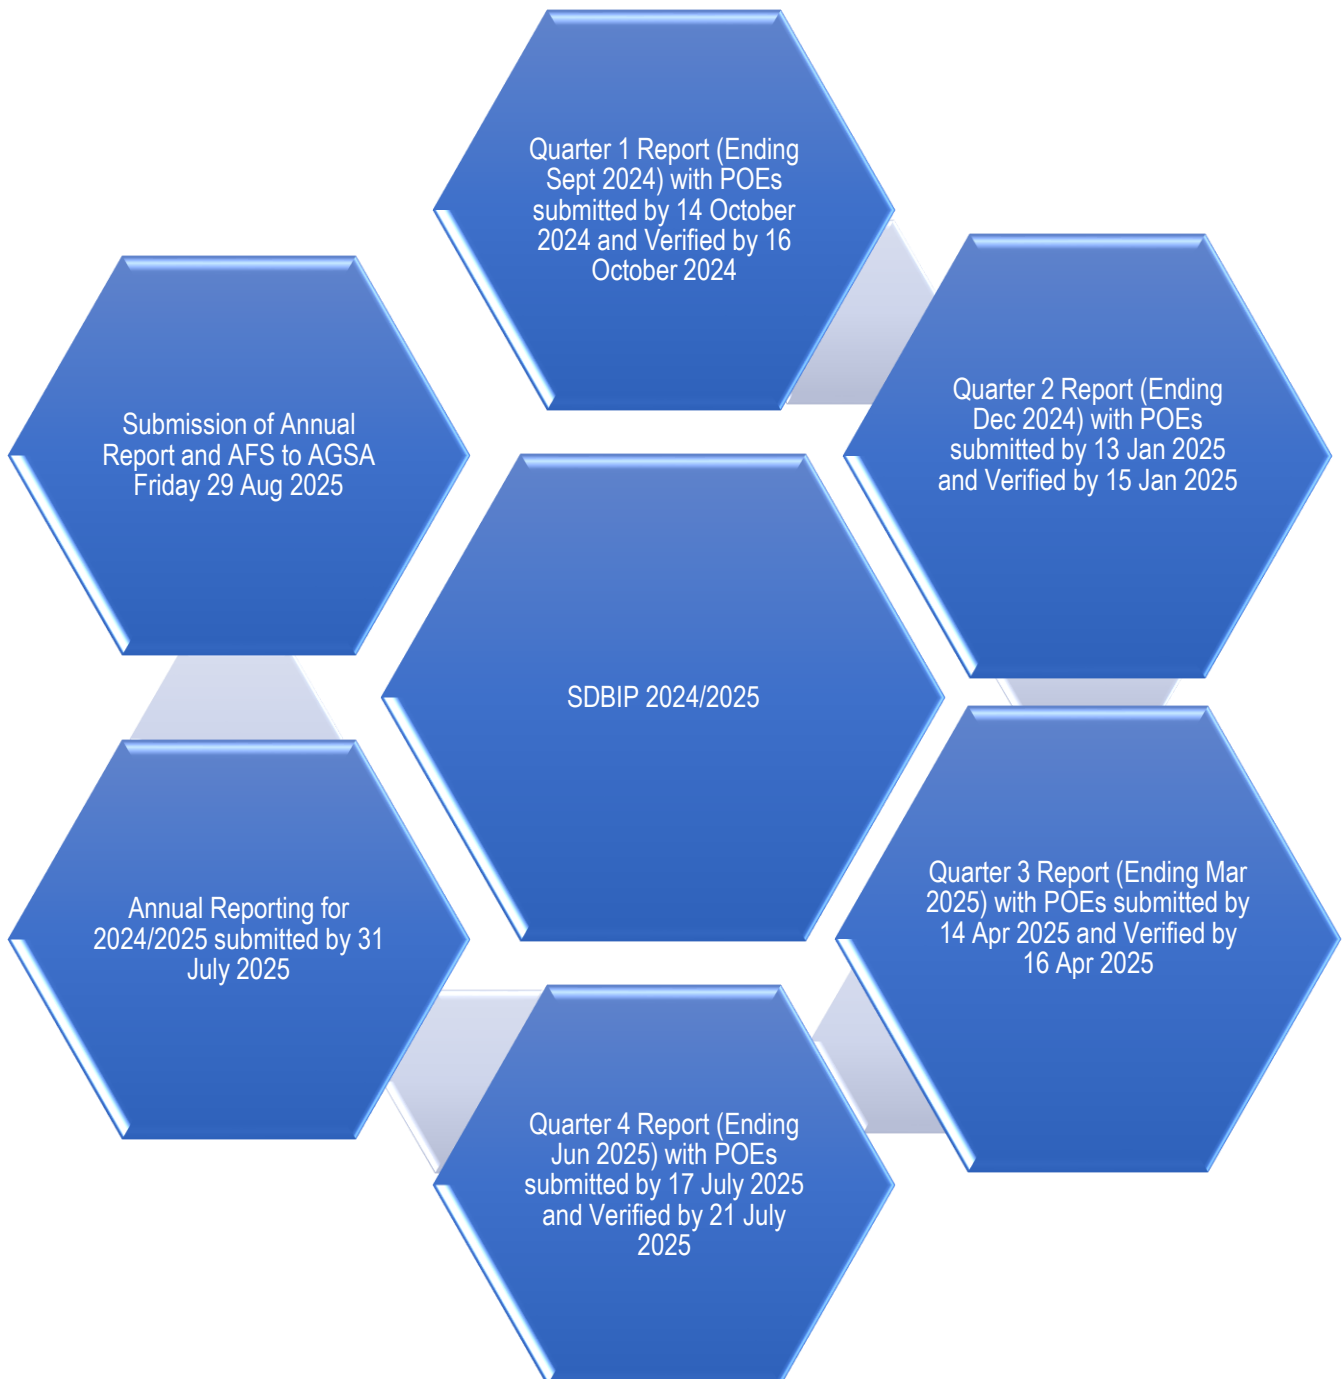 Quarter 1 Report (Ending
Sept 2024) with POEs
submitted by 14 October
2024 and Verified by 16
October 2024
Quarter 2 Report (Ending
Dec 2024) with POEs
submitted by 13 Jan 2025
and Verified by 15 Jan 2025
Quarter 3 Report (Ending Mar
2025) with POEs submitted by
14 Apr 2025 and Verified by
16 Apr 2025
Quarter 4 Report (Ending
Jun 2025) with POEs
submitted by 17 July 2025
and Verified by 21 July
2025
Annual Reporting for
2024/2025 submitted by 31
July 2025
Submission of Annual
Report and AFS to AGSA
Friday 29 Aug 2025
SDBIP 2024/2025